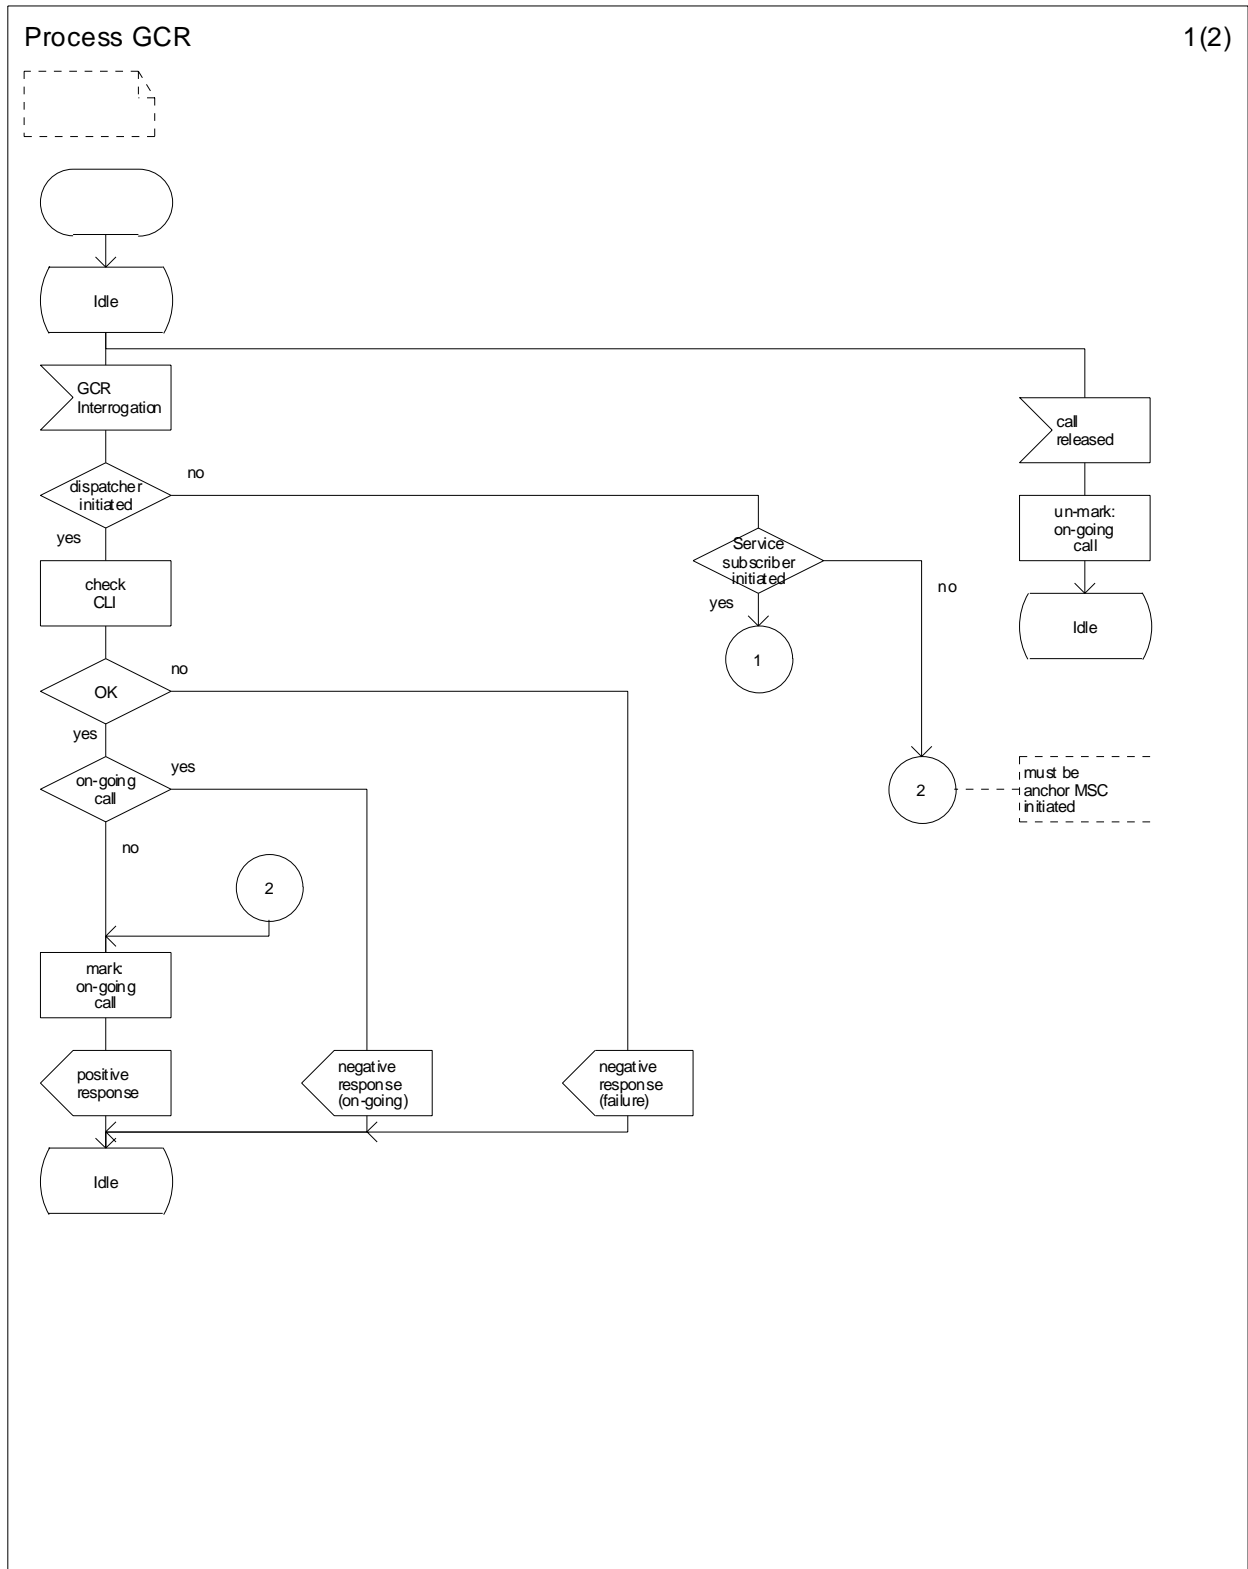 Process GCR
1(2)
Idle
GCR
Interrogation
call
released
no
dispatcher
initiated
yes
un-mark:
on-going
call
Service
subscriber
initiated
no
yes
check
CLI
Idle
1
no
OK
yes
yes
on-going
call
2
must be
anchor MSC
initiated
no
2
mark:
on-going
call
positive
response
negative
response
(on-going)
negative
response
(failure)
Idle